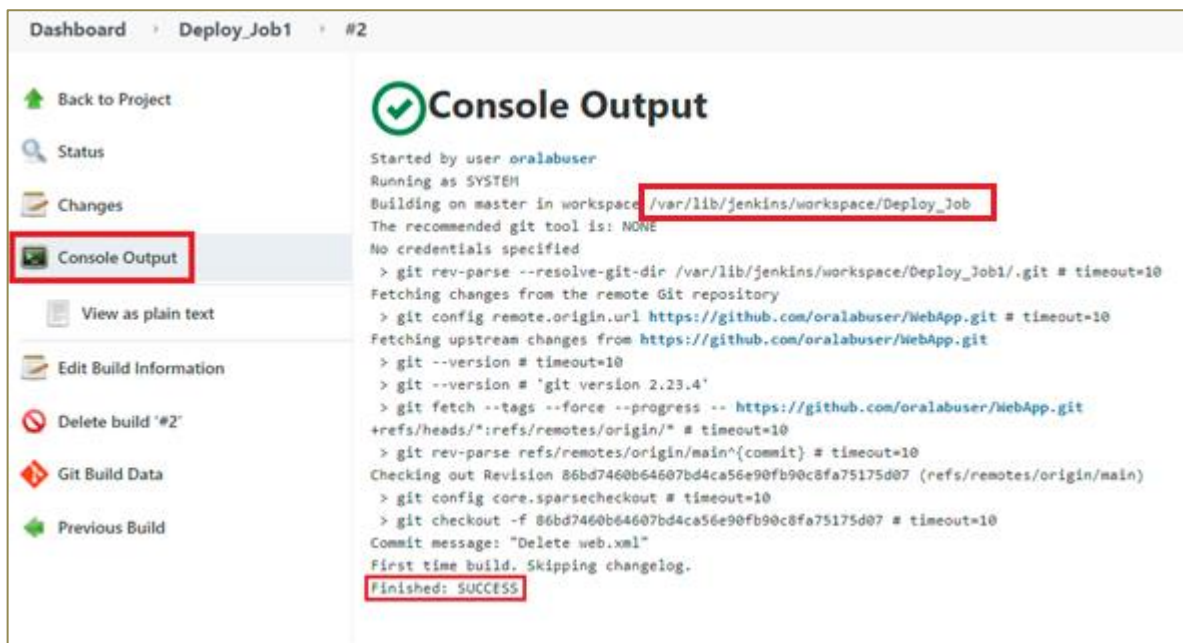 Dashboard › Deploy_Job1 › #2
Back to Project
Status
Changes
Console Output
View as plain text
Edit Build Information
Delete build '#2'
Git Build Data
Previous Build
Console Output
Started by user oralabuser
Running as SYSTEM
Building on master in workspace /var/lib/jenkins/workspace/Deploy_Job
The recommended git tool is: NONE
No credentials specified
> git rev-parse --resolve-git-dir /var/lib/jenkins/workspace/Deploy_Job1/.git # timeout=10
Fetching changes from the remote Git repository
> git config remote.origin.url https://github.com/oralabuser/WebApp.git # timeout=10
Fetching upstream changes from https://github.com/oralabuser/WebApp.git
> git --version # timeout=10
> git --version # 'git version 2.23.4'
> git fetch --tags --force --progress -- https://github.com/oralabuser/WebApp.git
+refs/heads/*:refs/remotes/origin/* # timeout=10
> git rev-parse refs/remotes/origin/main^{commit} # timeout=10
Checking out Revision 86bd7460b64607bd4ca56e90fb90c8fa75175d07 (refs/remotes/origin/main)
> git config core.sparsecheckout # timeout=10
> git checkout -f 86bd7460b64607bd4ca56e90fb90c8fa75175d07 # timeout=10
Commit message: "Delete web.xml"
First time build. Skipping changelog.
Finished: SUCCESS